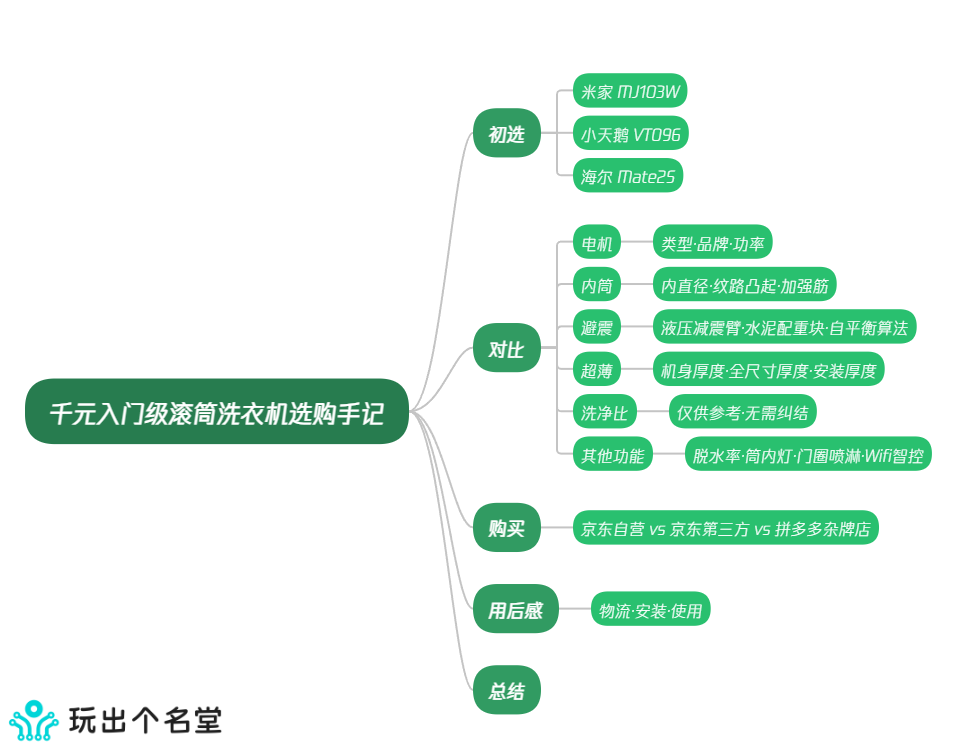 千元入门级滚筒洗衣机选购手记
初选
米家 MJ103W
小天鹅 VT096
海尔 Mate2S
对比
电机
类型·品牌·功率
内筒
内直径·纹路凸起·加强筋
避震
液压减震臂·水泥配重块·自平衡算法
超薄
机身厚度·全尺寸厚度·安装厚度
洗净比
仅供参考·无需纠结
其他功能
脱水率·筒内灯·门圈喷淋·Wifi智控
购买
京东自营 vs 京东第三方 vs 拼多多杂牌店
用后感
物流·安装·使用
总结
玩出个名堂